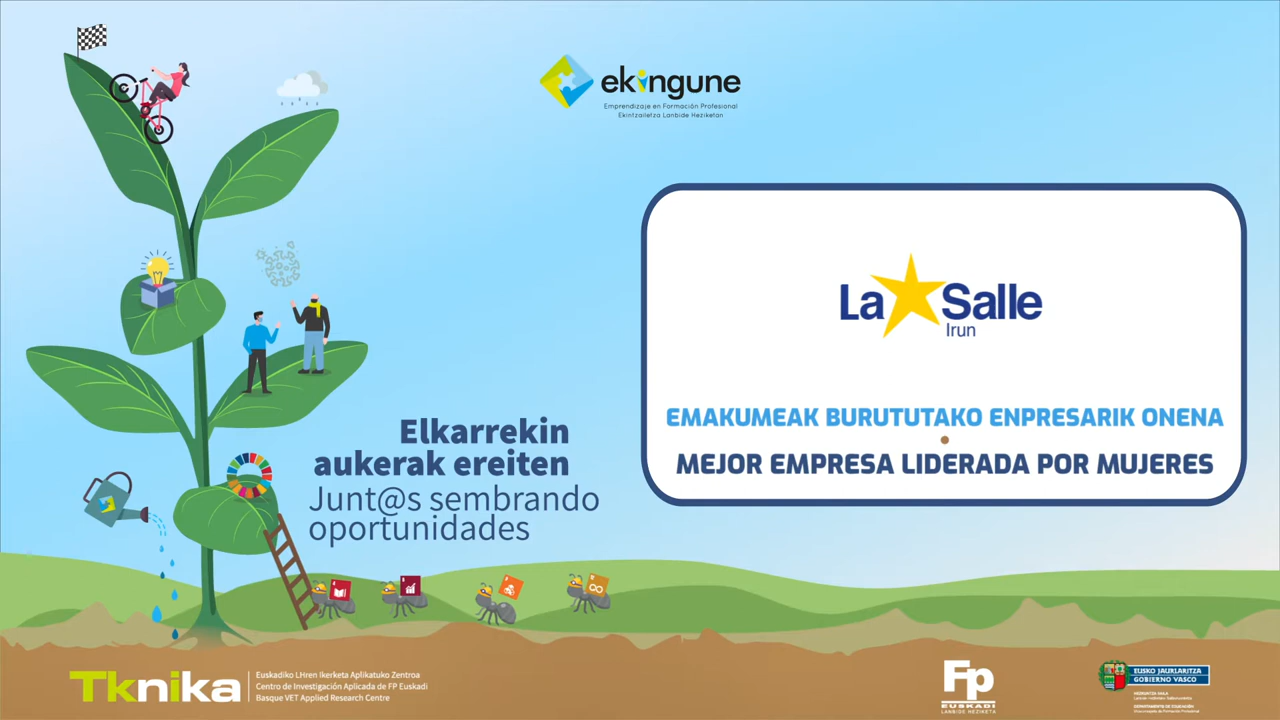 ekingune
Emprendizaje en Formación Profesional
Ekintzailetza Lanbide Heziketan
La Salle
Irun
EMAKUMEAK BURUTUTAKO ENPRESARIK ONENA
MEJOR EMPRESA LIDERADA POR MUJERES
Elkarrekin
aukerak ereiten
Junt@s sembrando
oportunidades
Tknika
Euskadiko LHren Ikerketa Aplikatuko Zentroa
Centro de Investigación Aplicada de FP Euskadi
Basque VET Applied Research Centre
Fp
EUSKADI
LANBIDE HEZIKETA
EUSKO JAURLARITZA
GOBIERNO VASCO
HEZKUNTZA SAILA
DEPARTAMENTO DE EDUCACIÓN